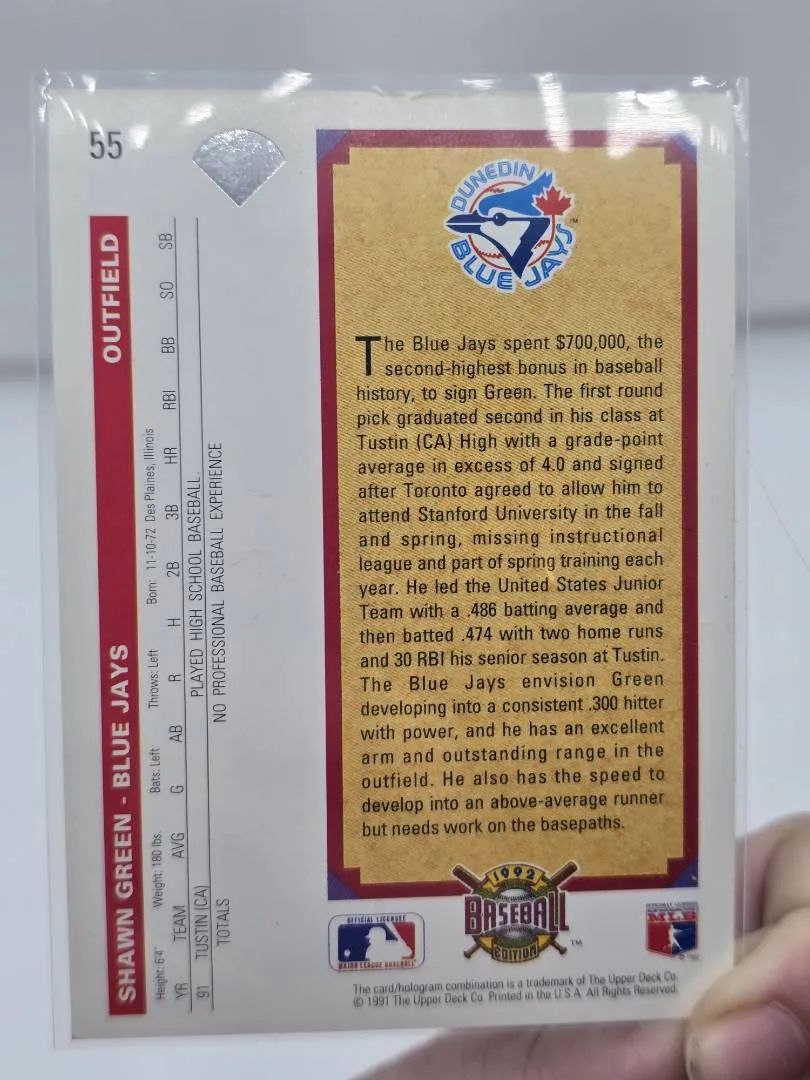 55
SHAWN GREEN - BLUE JAYS OUTFIELD
Height: 6'4" Weight: 180 lbs. Bats: Left Throws: Left Born: 11-10-72 Des Plaines, Illinois
YR TEAM AVG G AB R H 2B 3B HR RBI BB SO SB
91 TUSTIN (CA) PLAYED HIGH SCHOOL BASEBALL.
TOTALS NO PROFESSIONAL BASEBALL EXPERIENCE
DUNEDIN
BLUE JAYS
TM
The Blue Jays spent $700,000, the
second-highest bonus in baseball
history, to sign Green. The first round
pick graduated second in his class at
Tustin (CA) High with a grade-point
average in excess of 4.0 and signed
after Toronto agreed to allow him to
attend Stanford University in the fall
and spring, missing instructional
league and part of spring training each
year. He led the United States Junior
Team with a .486 batting average and
then batted .474 with two home runs
and 30 RBI his senior season at Tustin.
The Blue Jays envision Green
developing into a consistent .300 hitter
with power, and he has an excellent
arm and outstanding range in the
outfield. He also has the speed to
develop into an above-average runner
but needs work on the basepaths.
OFFICIAL LICENSEE
MAJOR LEAGUE BASEBALL
1992
BASEBALL
EDITION
TM
MLB
The card/hologram combination is a trademark of The Upper Deck Co.
© 1991 The Upper Deck Co. Printed in the U.S.A. All Rights Reserved.